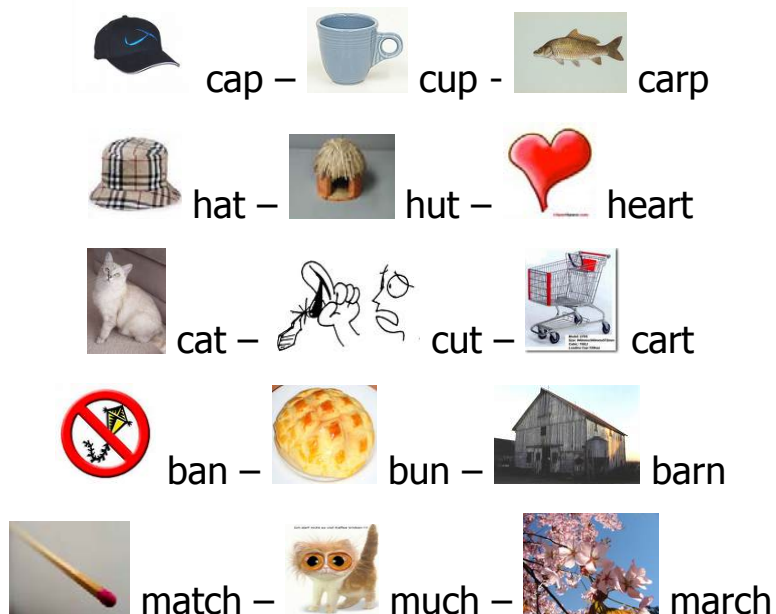 cap – cup - carp
hat – hut – heart
cat – cut – cart
ban – bun – barn
match – much – march